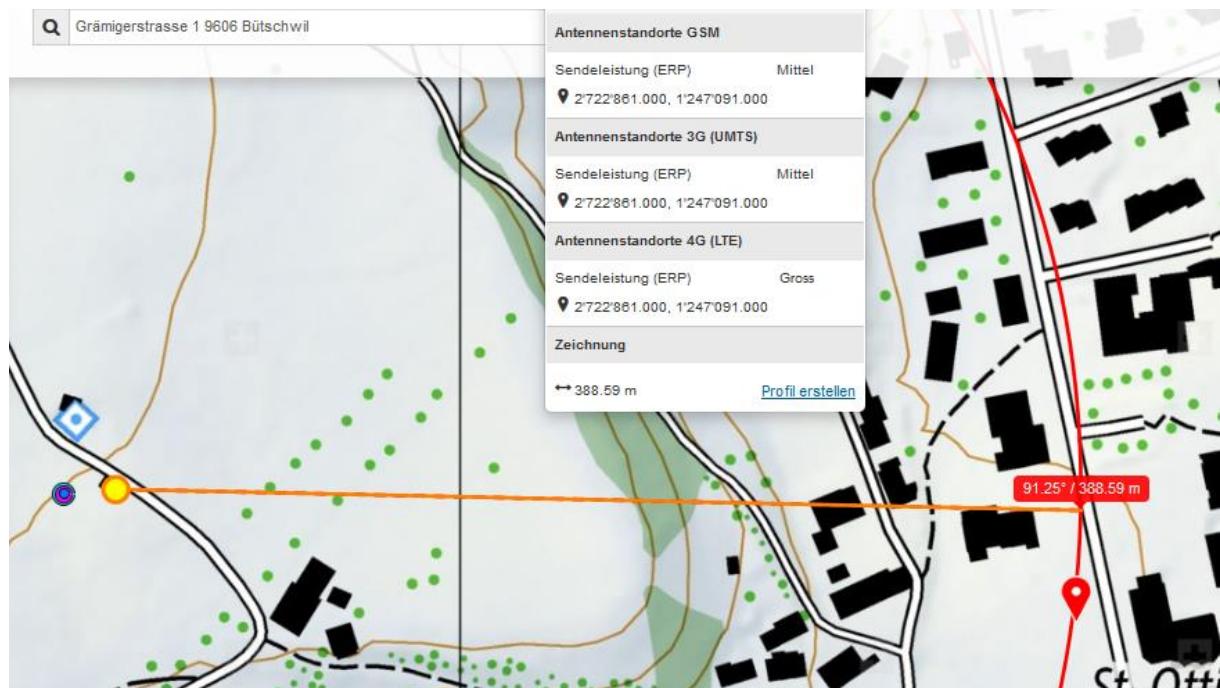 Grämigerstrasse 1 9606 Bütschwil
Antennenstandorte GSM
Sendeleistung (ERP) Mittel
2'722'861.000, 1'247'091.000
Antennenstandorte 3G (UMTS)
Sendeleistung (ERP) Mittel
2'722'861.000, 1'247'091.000
Antennenstandorte 4G (LTE)
Sendeleistung (ERP) Gross
2'722'861.000, 1'247'091.000
Zeichnung
388.59 m Profil erstellen
91.25° / 388.59 m